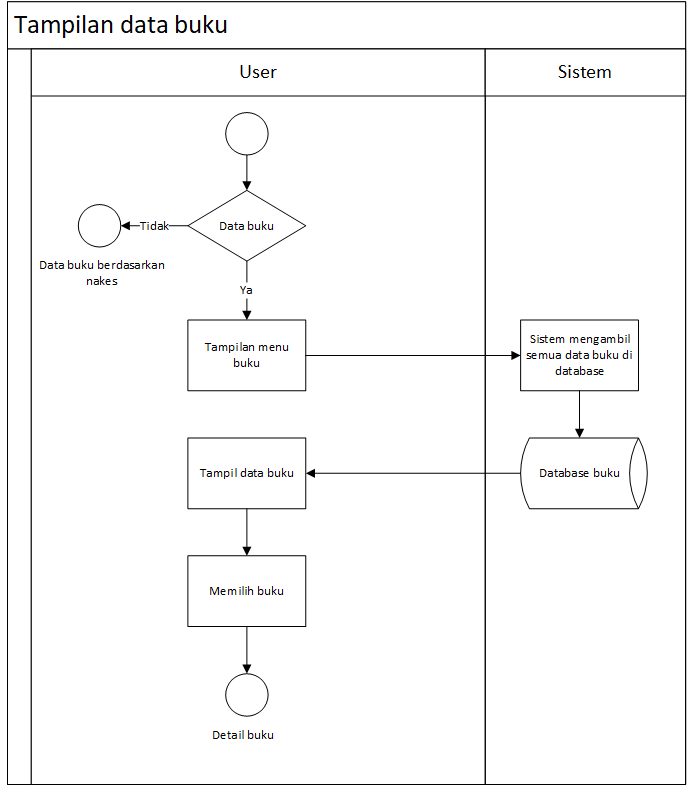 Tampilan data buku
User
Sistem
Data buku
Tidak
Data buku berdasarkan
nakes
Ya
Tampilan menu
buku
Sistem mengambil
semua data buku di
database
Tampil data buku
Database buku
Memilih buku
Detail buku